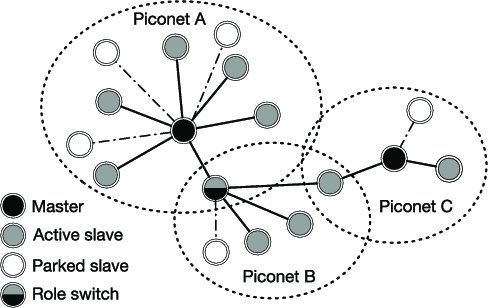 Piconet A
Piconet C
Piconet B
Master
Active slave
Parked slave
Role switch